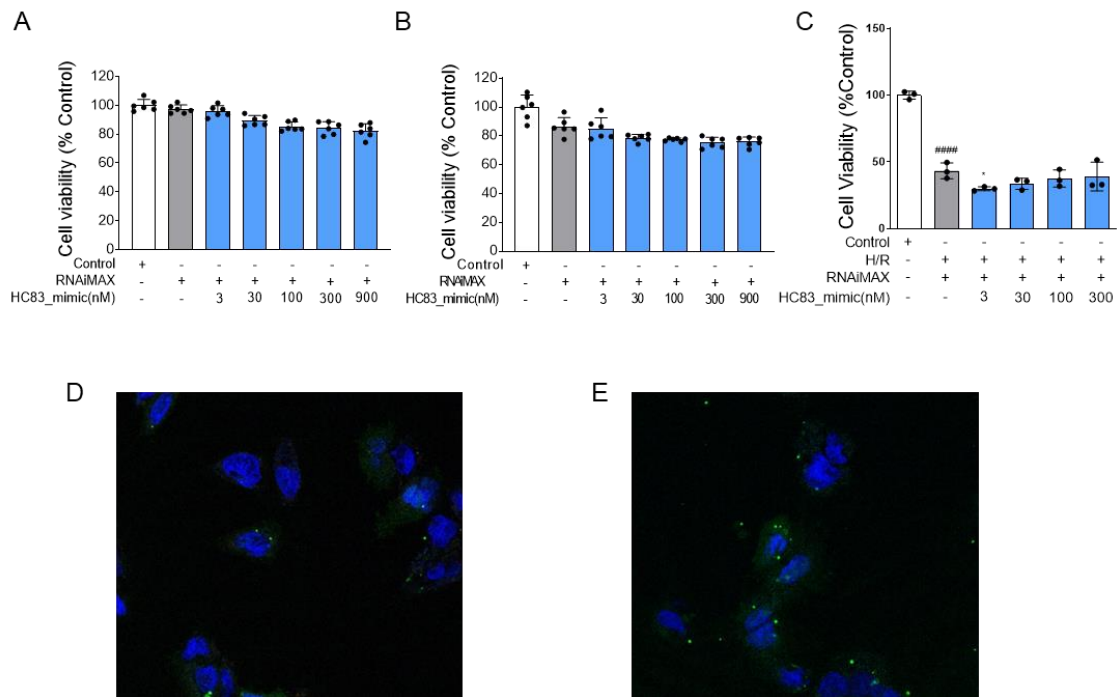 A
Cell viability (% Control)
120
100
80
60
40
20
0
Control + - - - - - -
RNAiMAX - + + + + + +
HC83_mimic(nM) - - 3 30 100 300 900
B
Cell viability (% Control)
120
100
80
60
40
20
0
Control + - - - - - -
RNAiMAX - + + + + + +
HC83_mimic(nM) - - 3 30 100 300 900
C
Cell Viability (%Control)
150
100
50
0
####
*
Control + - - - - -
H/R - + + + + +
RNAiMAX - + + + + +
HC83_mimic(nM) - - 3 30 100 300
D
E